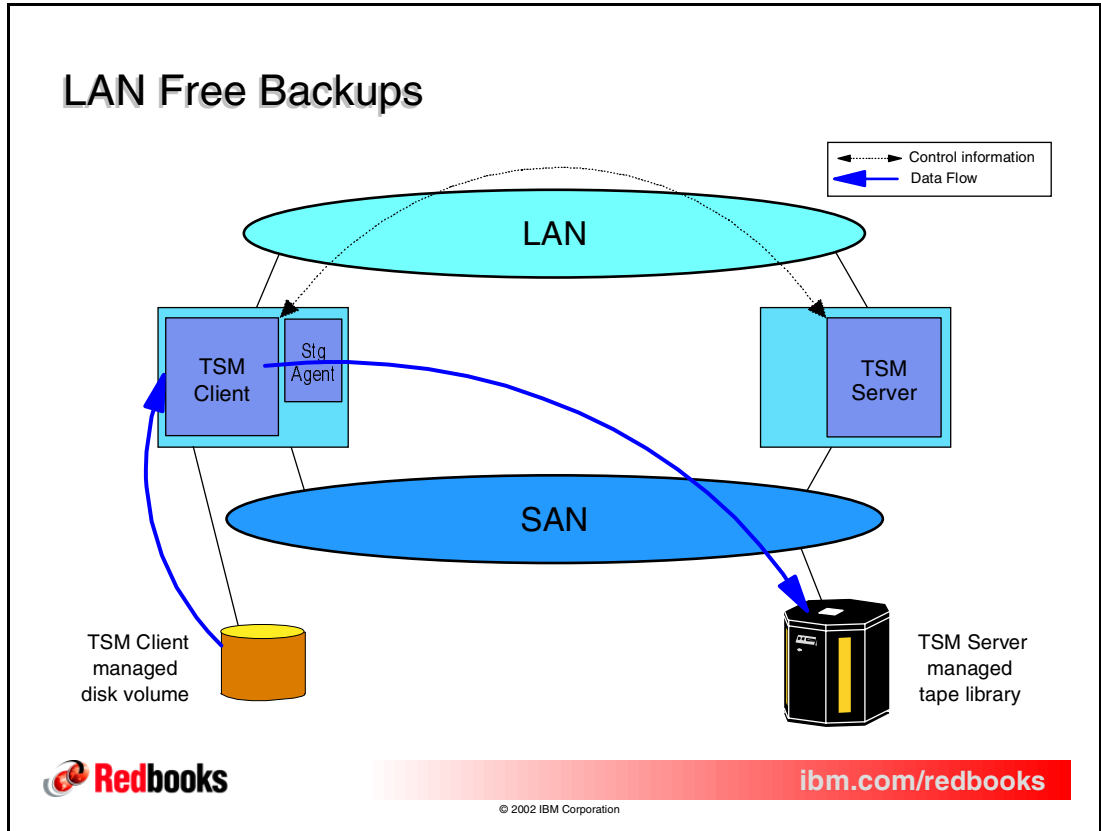 LAN Free Backups
Control information
Data Flow
LAN
TSM
Client
Stg
Agent
TSM
Server
SAN
TSM Client
managed
disk volume
TSM Server
managed
tape library
Redbooks
ibm.com/redbooks
© 2002 IBM Corporation